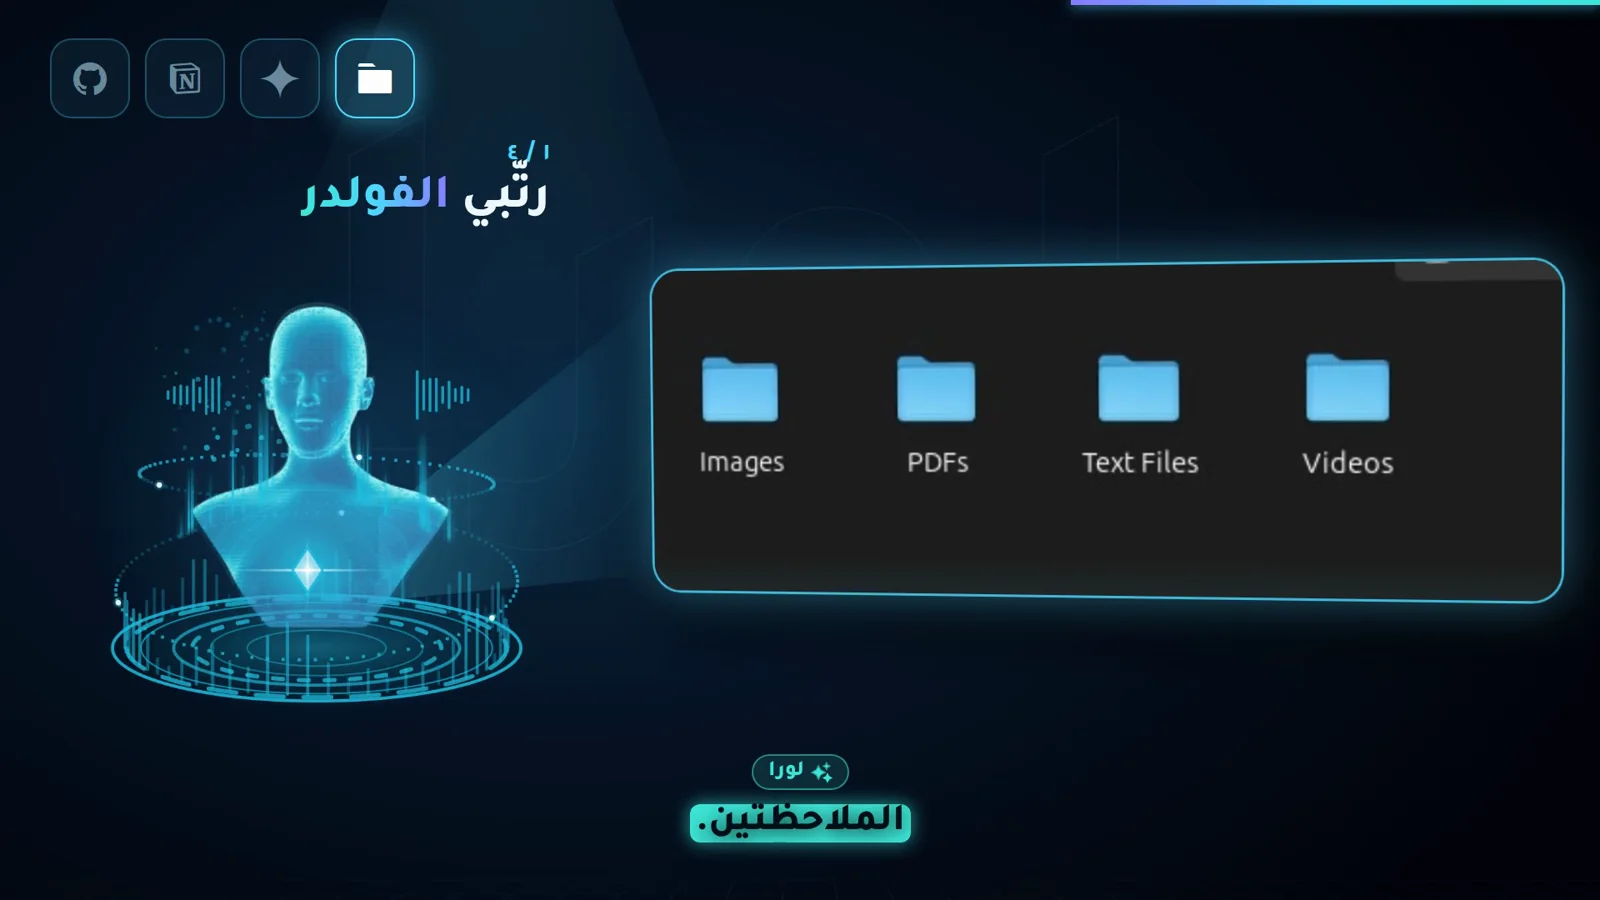 ١ / ٤
رتّبي الفولدر
Images
PDFs
Text Files
Videos
لورا
الملاحظتين.